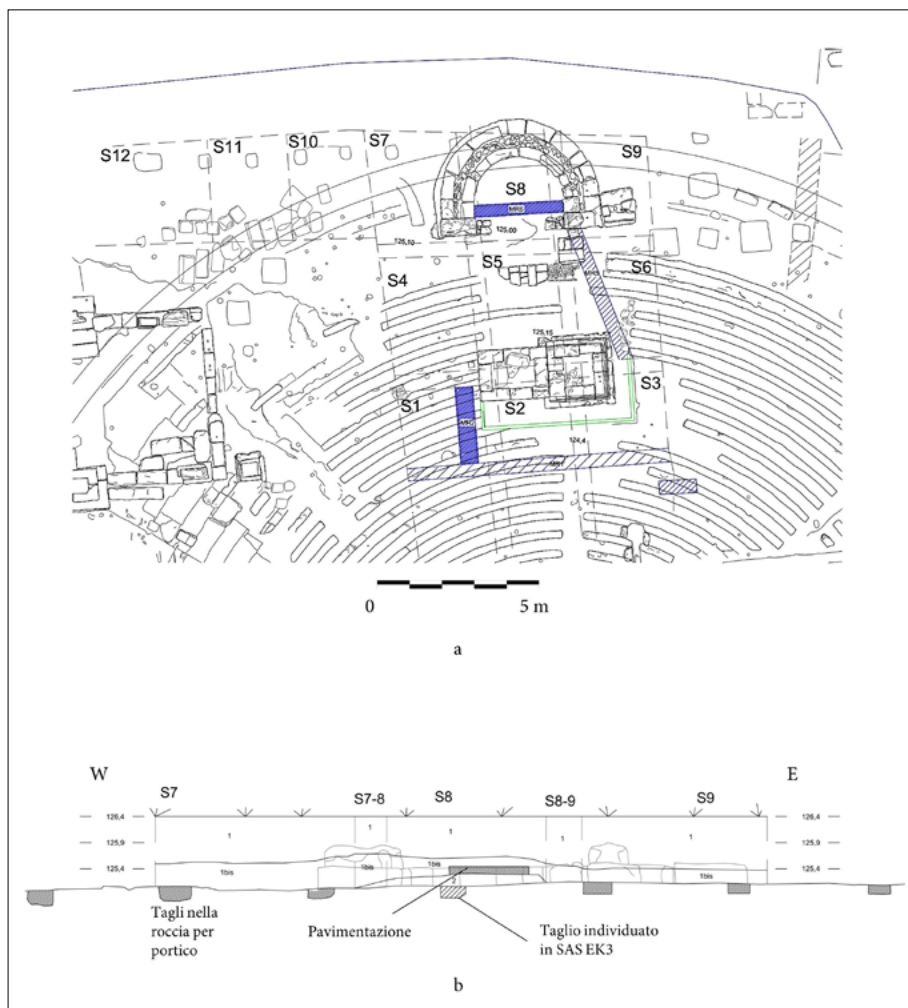 S12
S11
S10
S7
S9
S8
MR5
125.00
126,10
S5
S6
S4
125,15
S3
S1
S2
124,4
0 5 m
a
W E
S7 S7-8 S8 S8-9 S9
126,4 126,4
1 1 1 1 1
125,9 125,9
125,4 1bis 1bis 1bis 1bis 125,4
2
Tagli nella
roccia per
portico
Pavimentazione
Taglio individuato
in SAS EK3
b